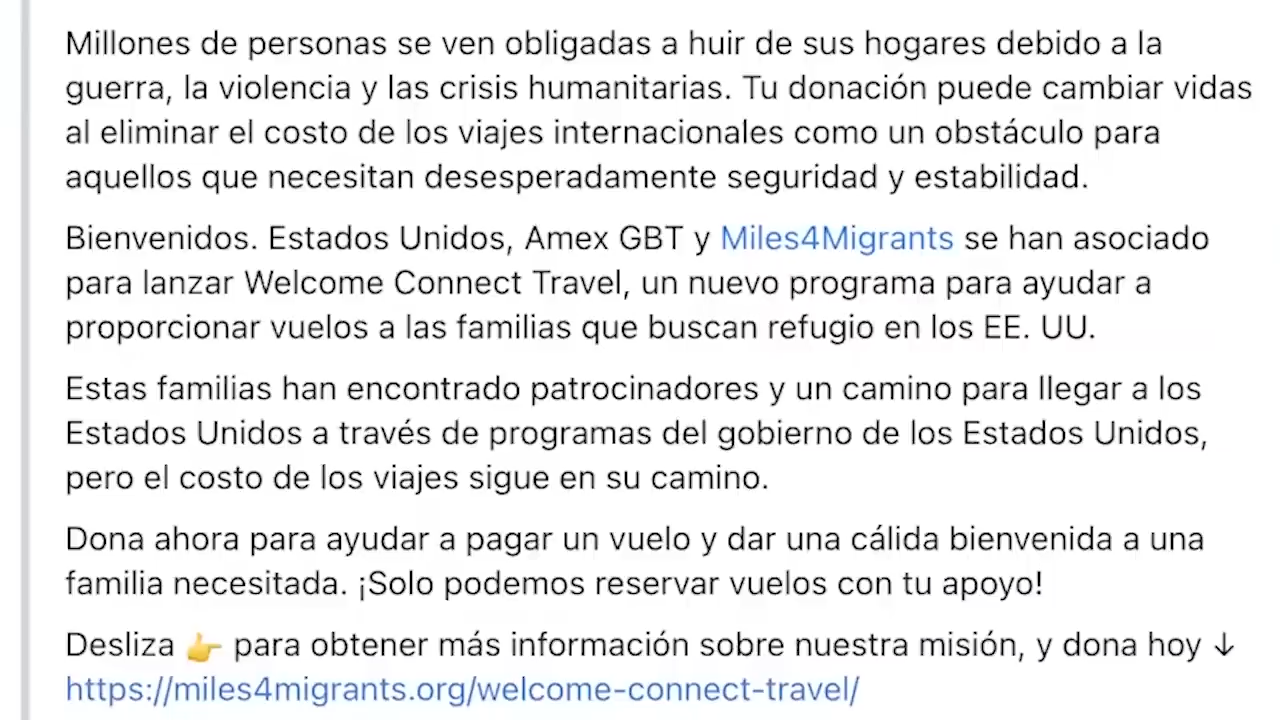 Millones de personas se ven obligadas a huir de sus hogares debido a la
guerra, la violencia y las crisis humanitarias. Tu donación puede cambiar vidas
al eliminar el costo de los viajes internacionales como un obstáculo para
aquellos que necesitan desesperadamente seguridad y estabilidad.
Bienvenidos. Estados Unidos, Amex GBT y Miles4Migrants se han asociado
para lanzar Welcome Connect Travel, un nuevo programa para ayudar a
proporcionar vuelos a las familias que buscan refugio en los EE. UU.
Estas familias han encontrado patrocinadores y un camino para llegar a los
Estados Unidos a través de programas del gobierno de los Estados Unidos,
pero el costo de los viajes sigue en su camino.
Dona ahora para ayudar a pagar un vuelo y dar una cálida bienvenida a una
familia necesitada. ¡Solo podemos reservar vuelos con tu apoyo!
Desliza 👉 para obtener más información sobre nuestra misión, y dona hoy ↓
https://miles4migrants.org/welcome-connect-travel/